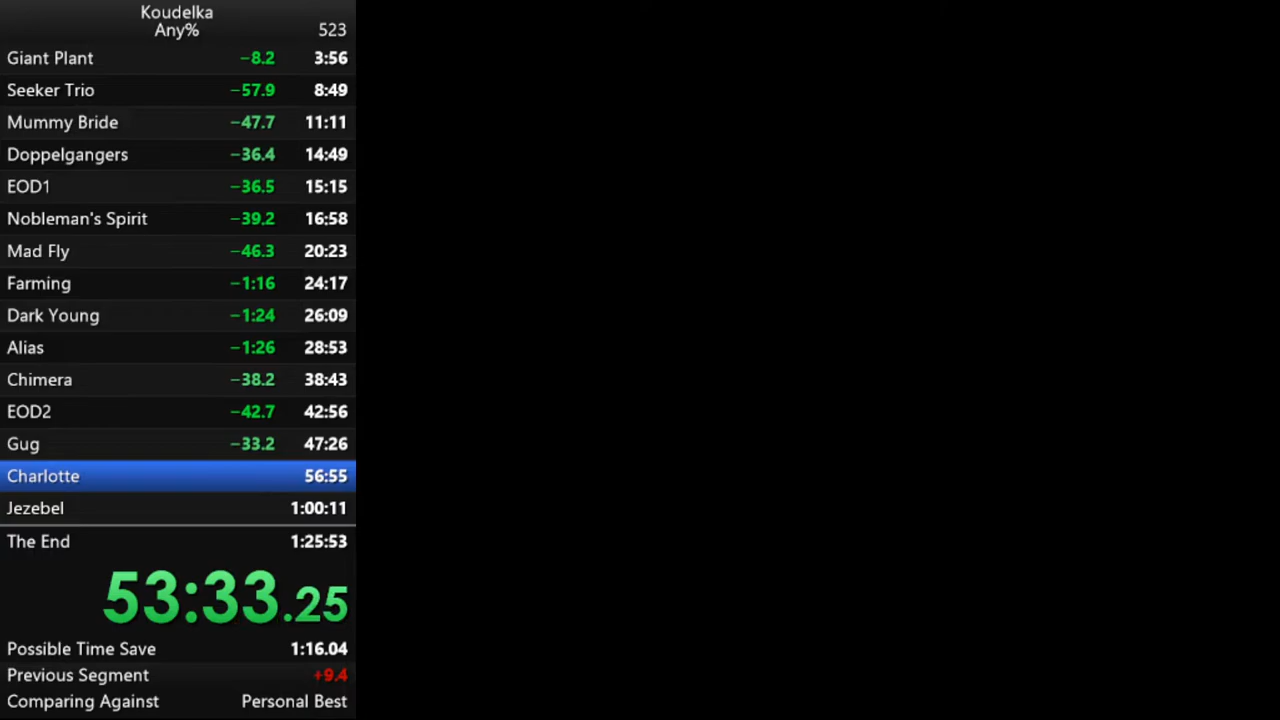 Koudelka
Any% 523
Giant Plant −8.2 3:56
Seeker Trio −57.9 8:49
Mummy Bride −47.7 11:11
Doppelgangers −36.4 14:49
EOD1 −36.5 15:15
Nobleman's Spirit −39.2 16:58
Mad Fly −46.3 20:23
Farming −1:16 24:17
Dark Young −1:24 26:09
Alias −1:26 28:53
Chimera −38.2 38:43
EOD2 −42.7 42:56
Gug −33.2 47:26
Charlotte 56:55
Jezebel 1:00:11
The End 1:25:53
53:33.25
Possible Time Save 1:16.04
Previous Segment +9.4
Comparing Against Personal Best